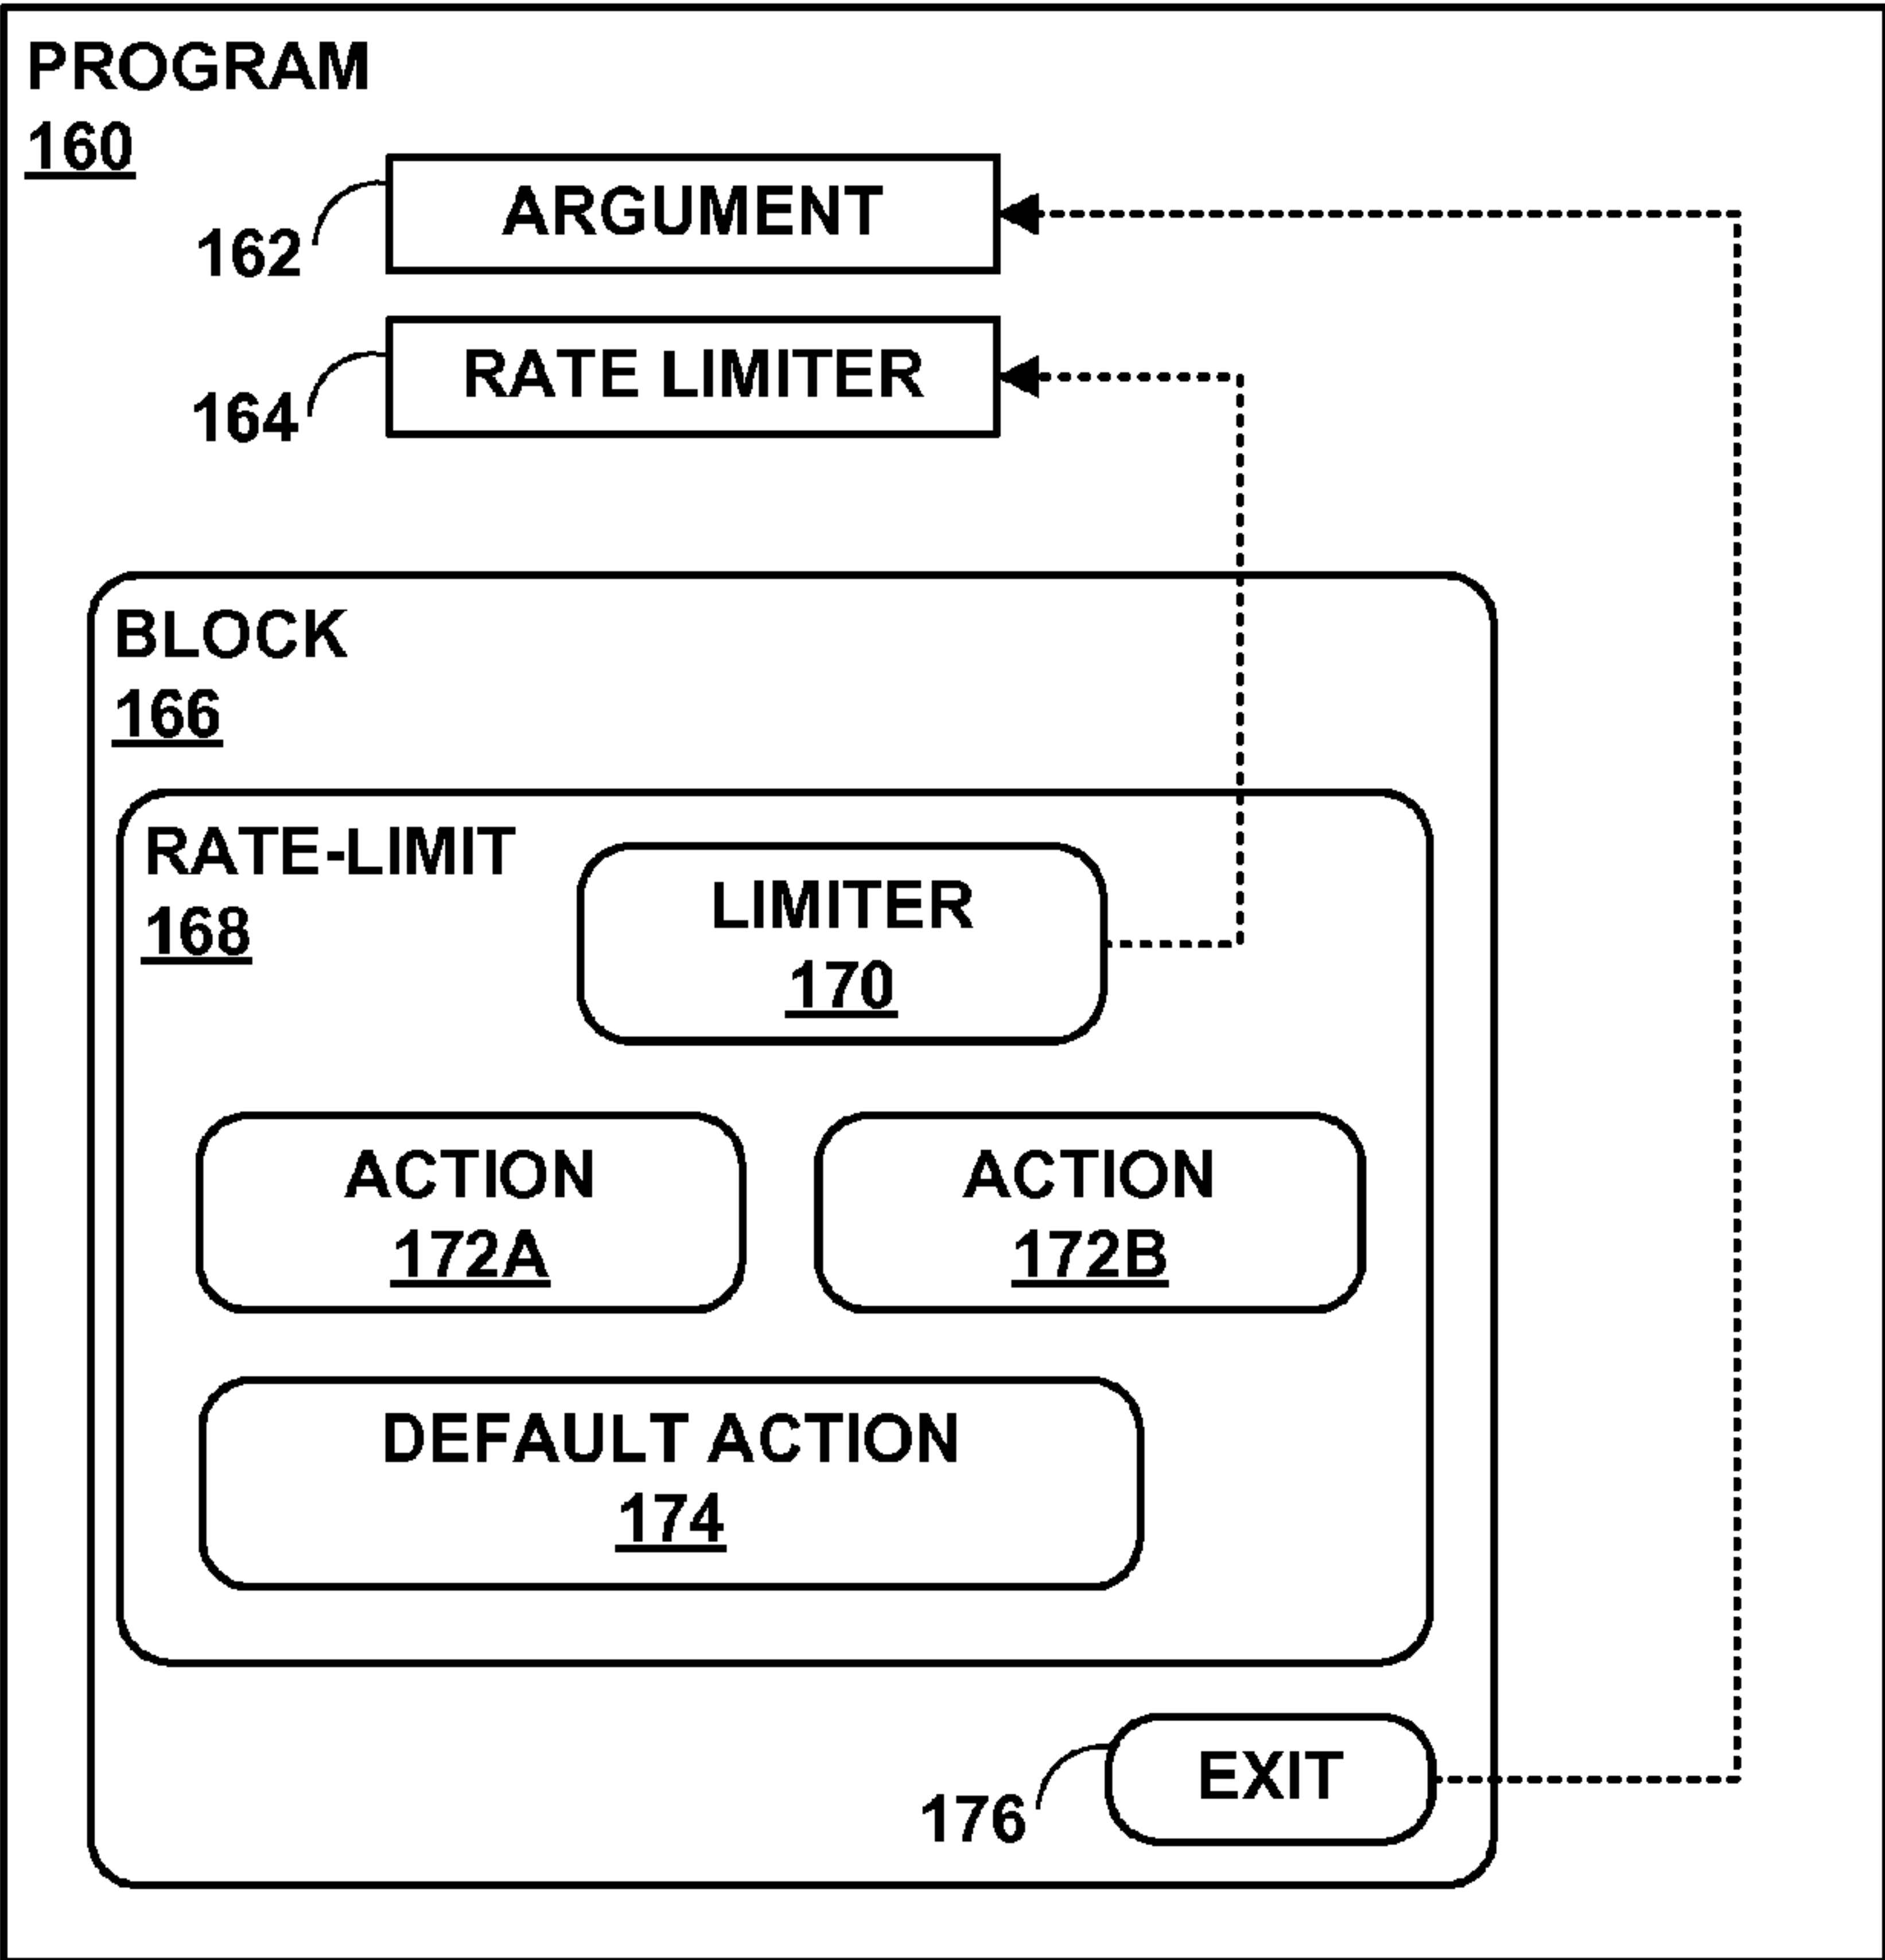 PROGRAM
160
ARGUMENT
162
RATE LIMITER
164
BLOCK
166
RATE-LIMIT
168
LIMITER
170
ACTION
172A
ACTION
172B
DEFAULT ACTION
174
EXIT
176